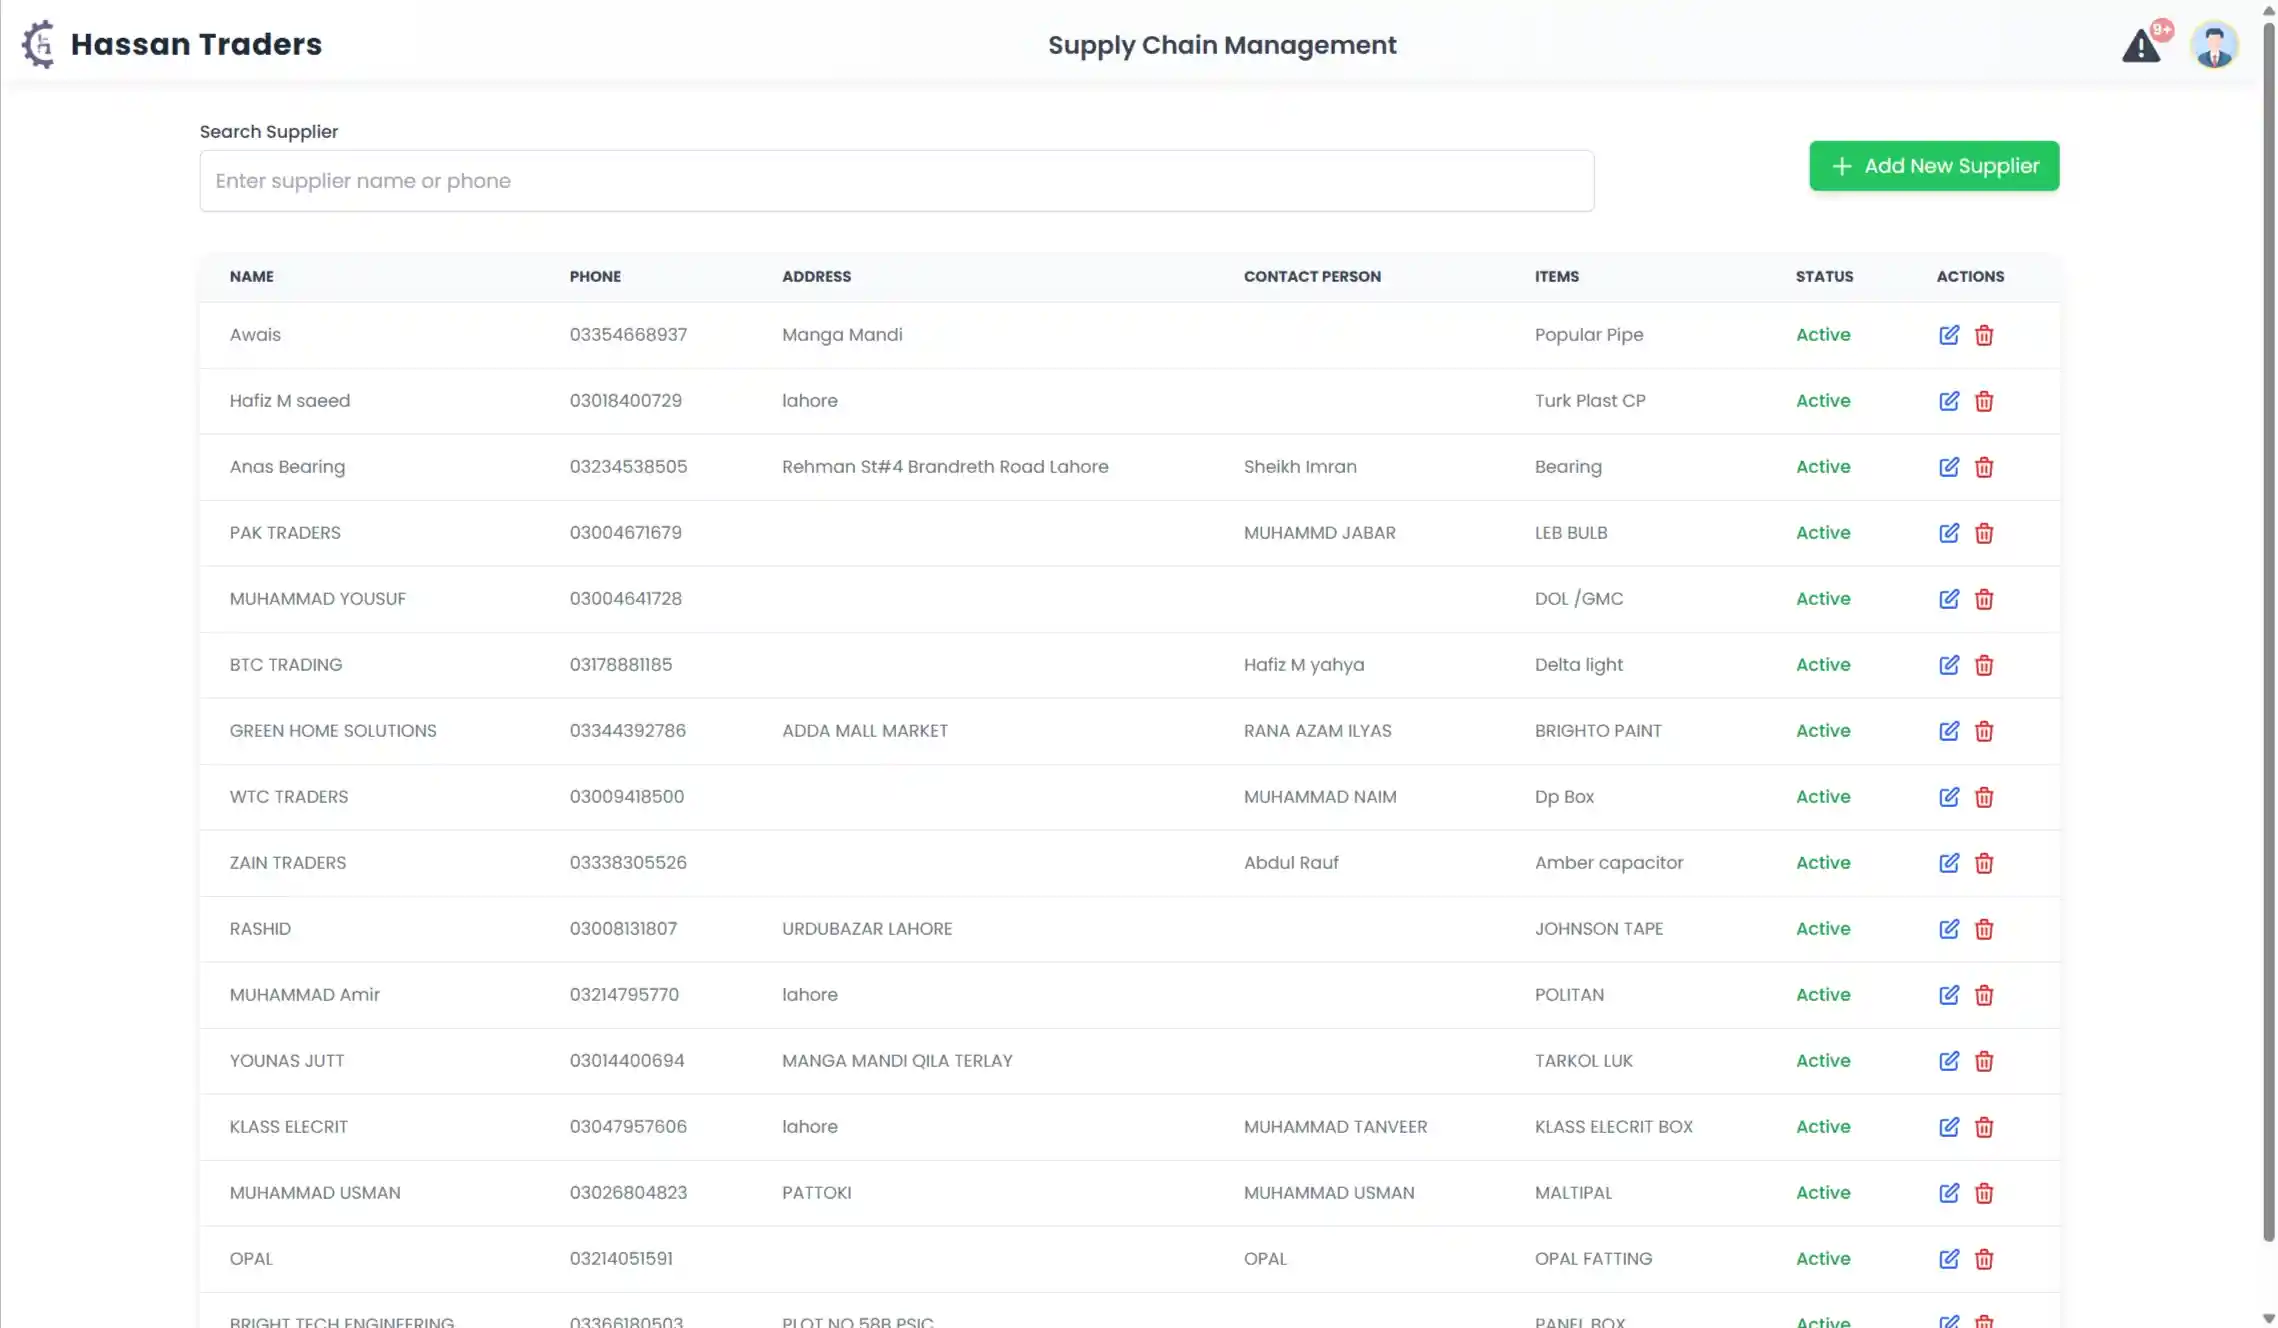 Hassan Traders
Supply Chain Management
9+
Search Supplier
Enter supplier name or phone
+ Add New Supplier
NAME PHONE ADDRESS CONTACT PERSON ITEMS STATUS ACTIONS
Awais 03354668937 Manga Mandi Popular Pipe Active
Hafiz M saeed 03018400729 lahore Turk Plast CP Active
Anas Bearing 03234538505 Rehman St#4 Brandreth Road Lahore Sheikh Imran Bearing Active
PAK TRADERS 03004671679 MUHAMMD JABAR LEB BULB Active
MUHAMMAD YOUSUF 03004641728 DOL /GMC Active
BTC TRADING 03178881185 Hafiz M yahya Delta light Active
GREEN HOME SOLUTIONS 03344392786 ADDA MALL MARKET RANA AZAM ILYAS BRIGHTO PAINT Active
WTC TRADERS 03009418500 MUHAMMAD NAIM Dp Box Active
ZAIN TRADERS 03338305526 Abdul Rauf Amber capacitor Active
RASHID 03008131807 URDUBAZAR LAHORE JOHNSON TAPE Active
MUHAMMAD Amir 03214795770 lahore POLITAN Active
YOUNAS JUTT 03014400694 MANGA MANDI QILA TERLAY TARKOL LUK Active
KLASS ELECRIT 03047957606 lahore MUHAMMAD TANVEER KLASS ELECRIT BOX Active
MUHAMMAD USMAN 03026804823 PATTOKI MUHAMMAD USMAN MALTIPAL Active
OPAL 03214051591 OPAL OPAL FATTING Active
BRIGHT TECH ENGINEERING 03366180503 PLOT NO 58B PSIC PANEL BOX Active